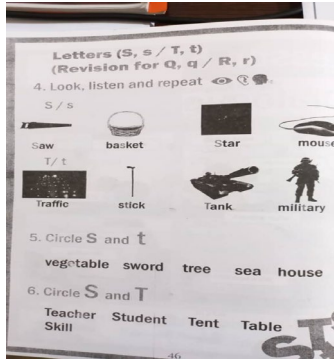 Letters (S, s / T, t)
(Revision for Q, q / R, r)
4. Look, listen and repeat
S / s
Saw basket Star mouse
T/ t
Traffic stick Tank military
5. Circle S and t
vegetable sword tree sea house
6. Circle S and T
Teacher Student Tent Table
Skill
46